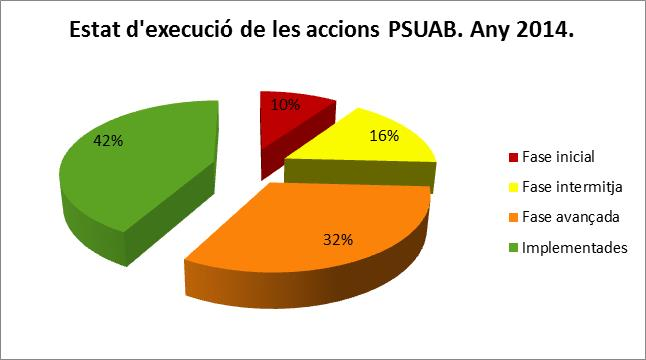 Estat d'execució de les accions PSUAB. Any 2014.
10%
16%
42%
32%
Fase inicial
Fase intermitja
Fase avançada
Implementades